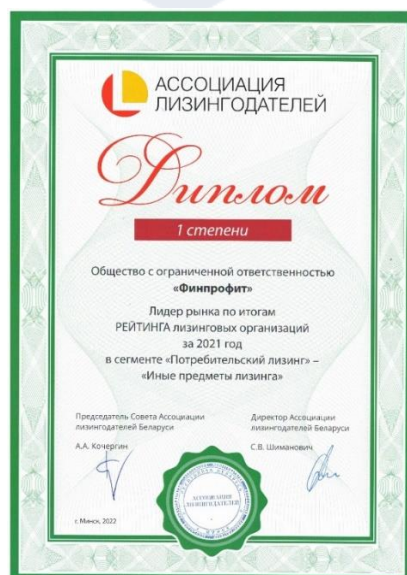 АССОЦИАЦИЯ
ЛИЗИНГОДАТЕЛЕЙ
Диплом
1 степени
Общество с ограниченной ответственностью
«Финпрофит»
Лидер рынка по итогам
РЕЙТИНГА лизинговых организаций
за 2021 год
в сегменте «Потребительский лизинг» –
«Иные предметы лизинга»
Председатель Совета Ассоциации
лизингодателей Беларуси
А.А. Кочергин
Директор Ассоциации
лизингодателей Беларуси
С.В. Шиманович
АССОЦИАЦИЯ
ЛИЗИНГОДАТЕЛЕЙ
г. Минск, 2022